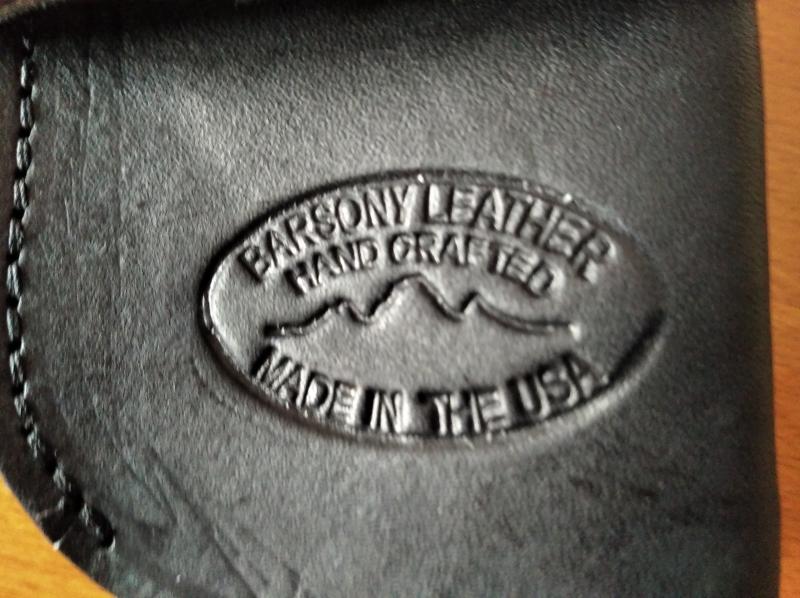 BARSONY LEATHER
HAND CRAFTED
MADE IN THE USA